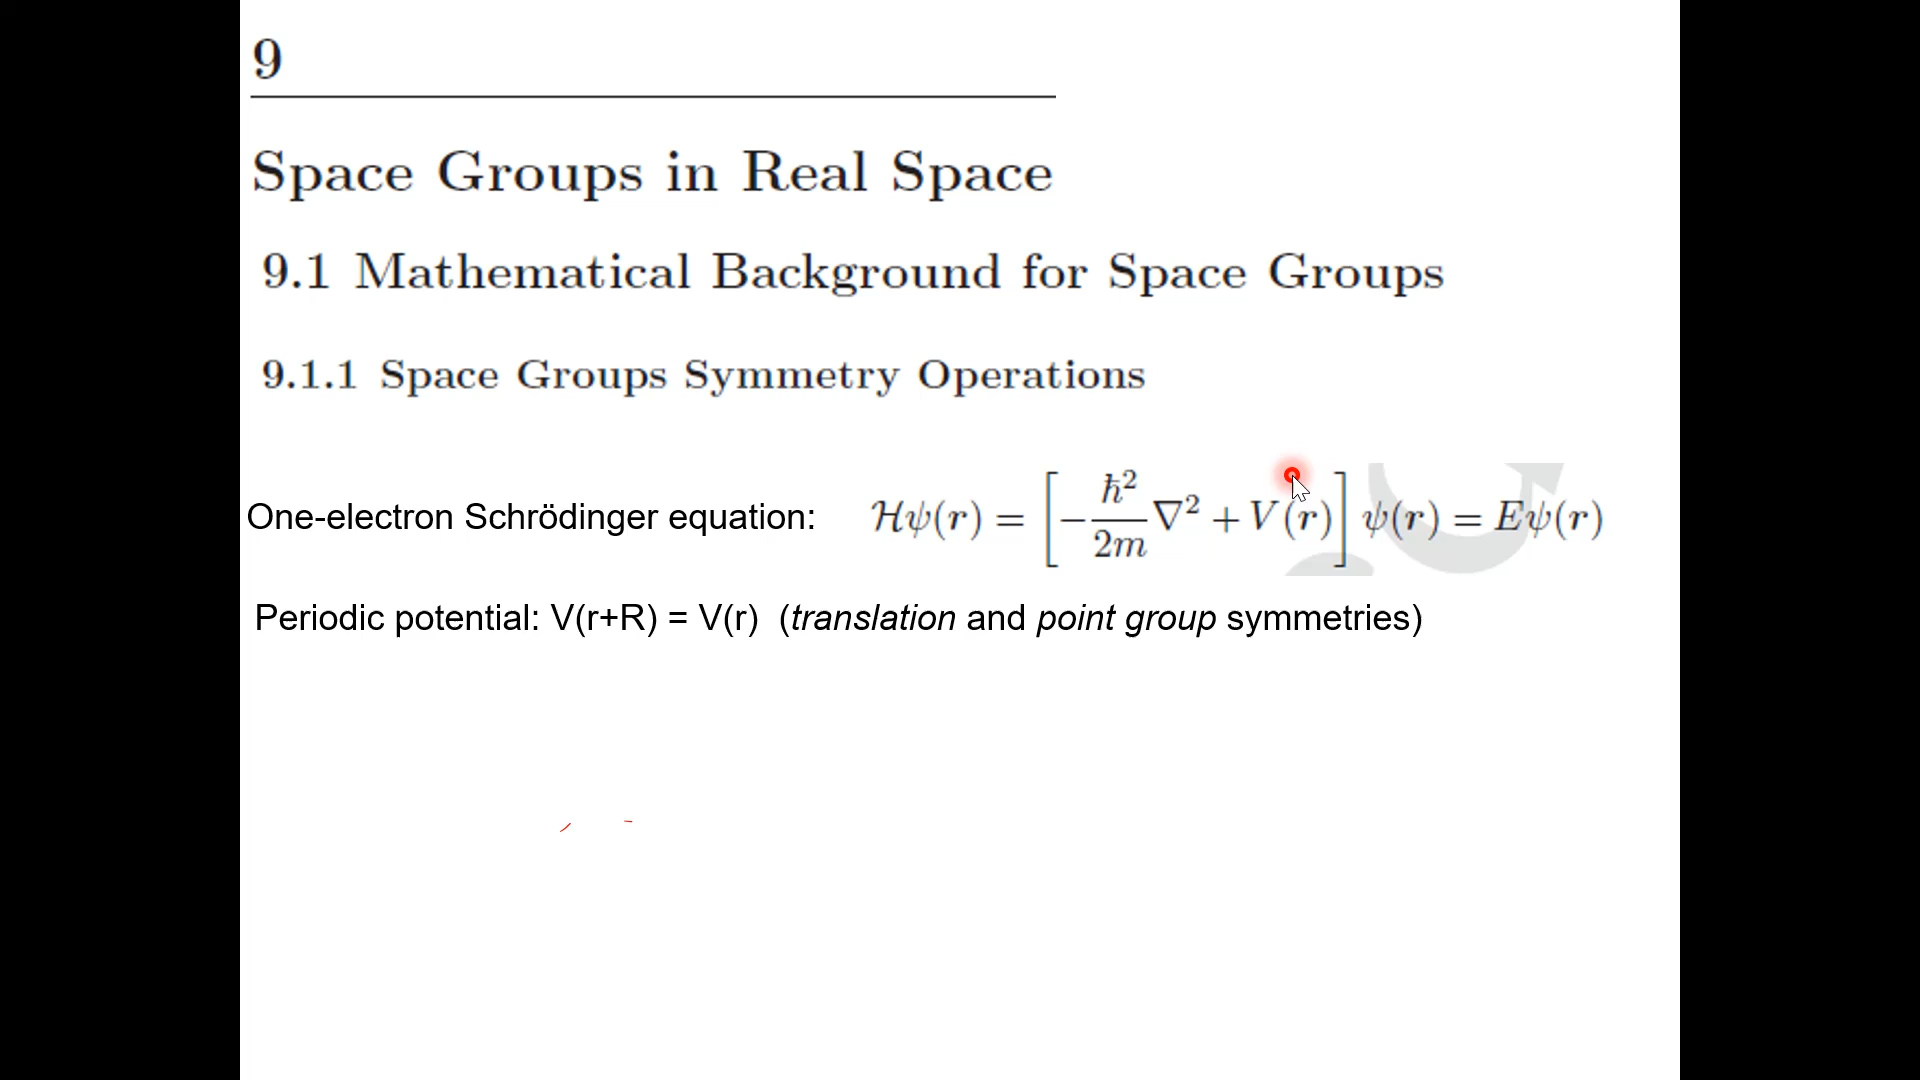 9
Space Groups in Real Space
9.1 Mathematical Background for Space Groups
9.1.1 Space Groups Symmetry Operations
One-electron Schrödinger equation: ℋψ(r) = [−ℏ²/2m ∇² + V(r)] ψ(r) = Eψ(r)
Periodic potential: V(r+R) = V(r) (translation and point group symmetries)